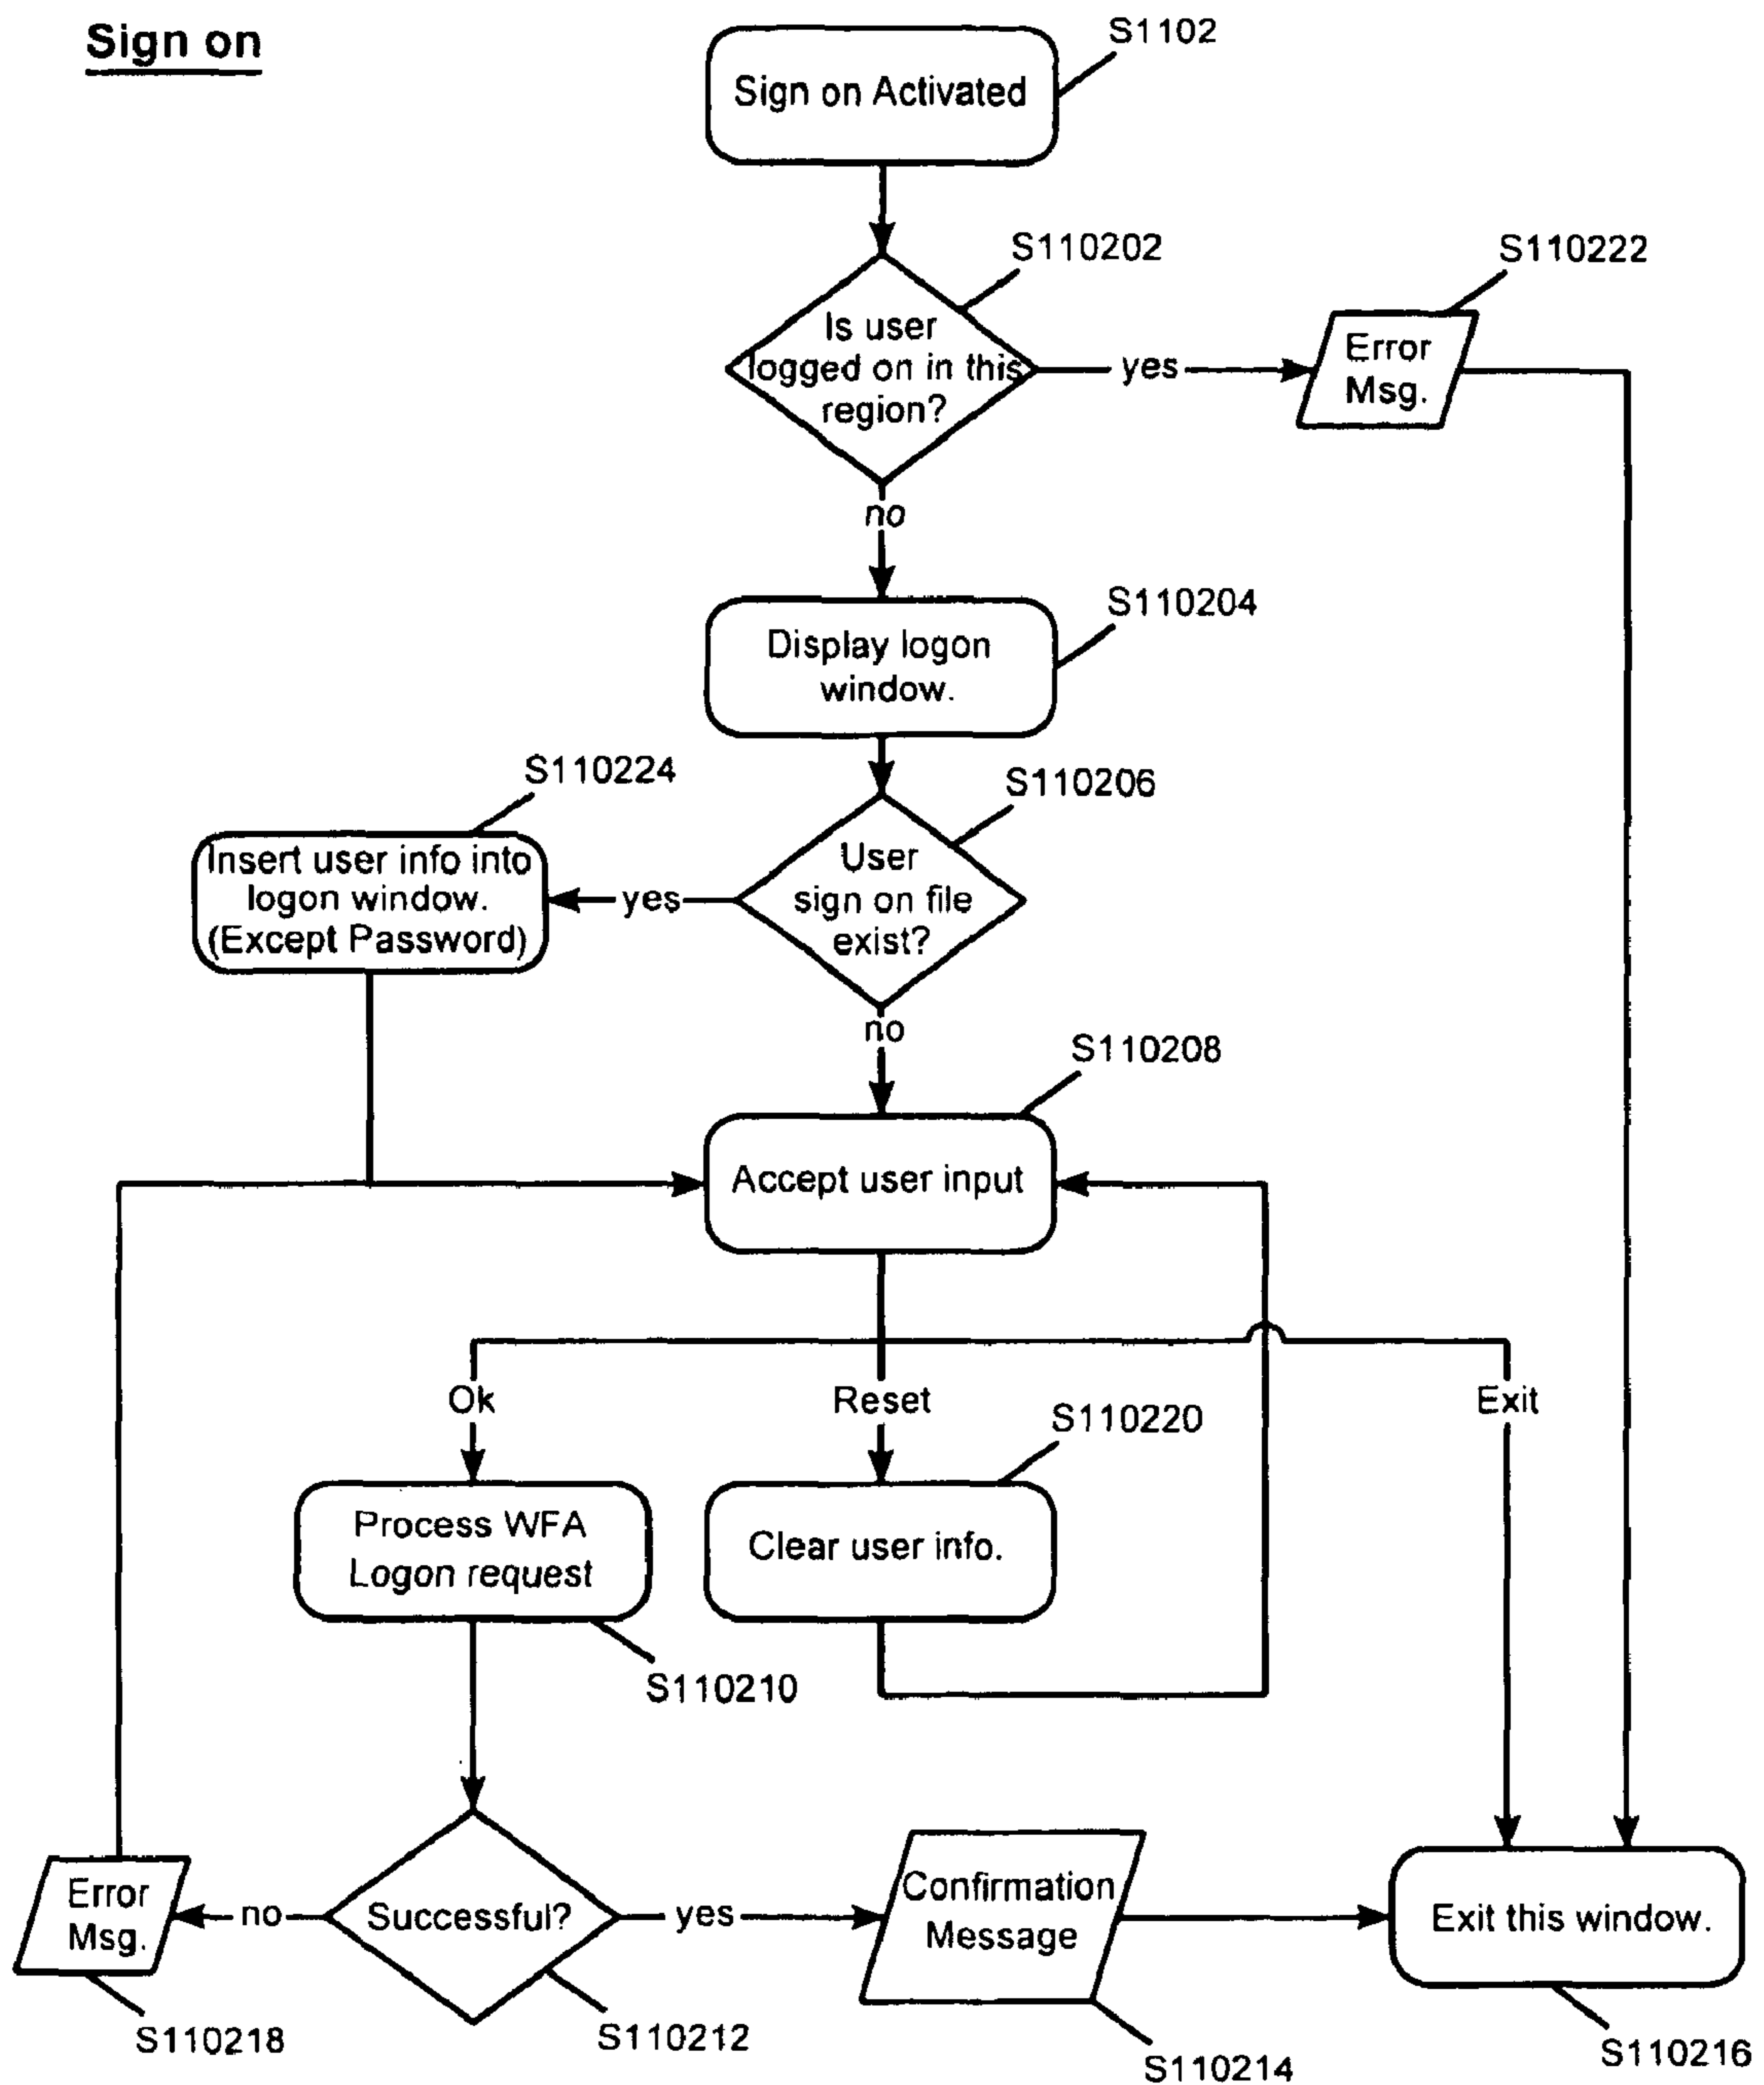 Sign on
S1102
Sign on Activated
S110202
S110222
Is user
logged on in this
region?
yes
Error
Msg.
no
S110204
Display logon
window.
S110224
S110206
Insert user info into
logon window.
(Except Password)
yes
User
sign on file
exist?
no
S110208
Accept user input
Ok
Reset
Exit
S110220
Process WFA
Logon request
Clear user info.
S110210
Error
Msg.
no
Successful?
yes
Confirmation
Message
Exit this window.
S110218
S110212
S110214
S110216